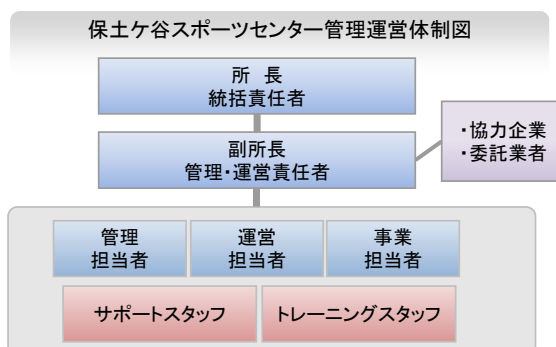 保土ケ谷スポーツセンター管理運営体制図
所 長
統括責任者
副所長
管理・運営責任者
・協力企業
・委託業者
管理
担当者
運営
担当者
事業
担当者
サポートスタッフ
トレーニングスタッフ